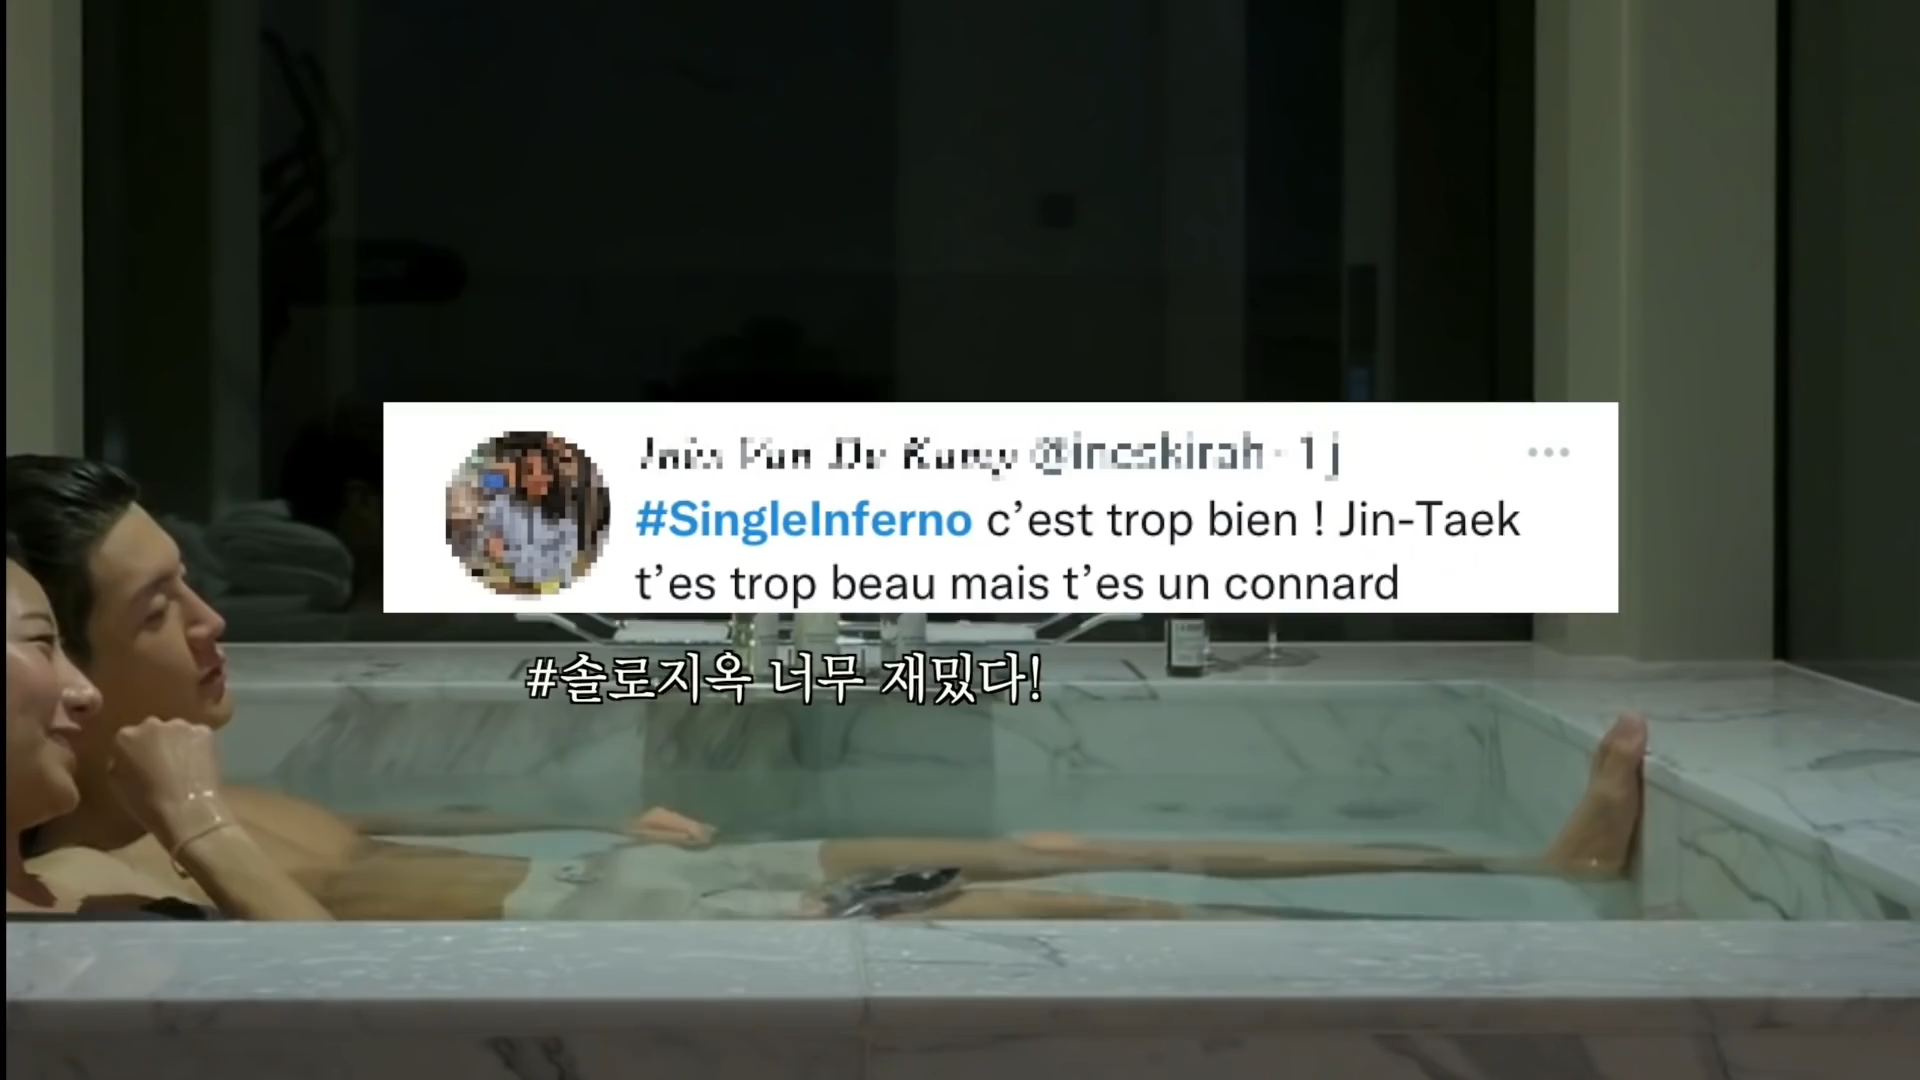 · 1 j
#SingleInferno c’est trop bien ! Jin-Taek
t’es trop beau mais t’es un connard
#솔로지옥 너무 재밌다!